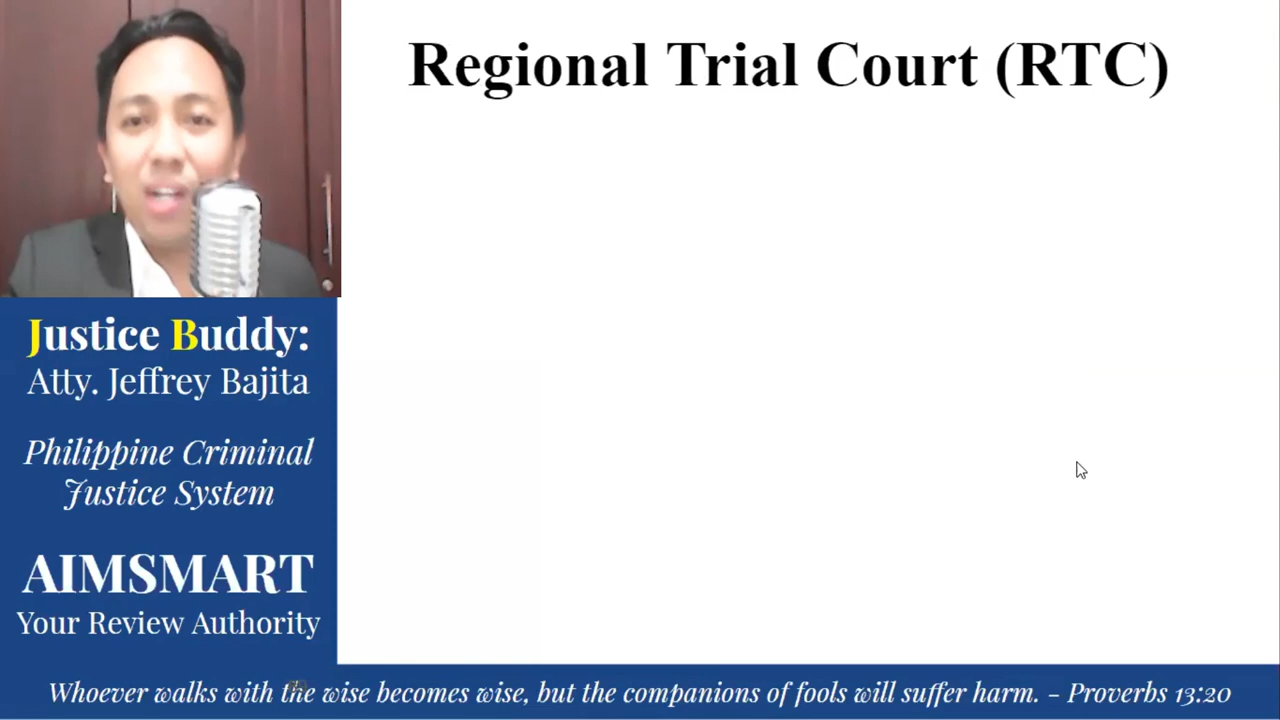 Regional Trial Court (RTC)
Justice Buddy:
Atty. Jeffrey Bajita
Philippine Criminal
Justice System
AIMSMART
Your Review Authority
Whoever walks with the wise becomes wise, but the companions of fools will suffer harm. – Proverbs 13:20